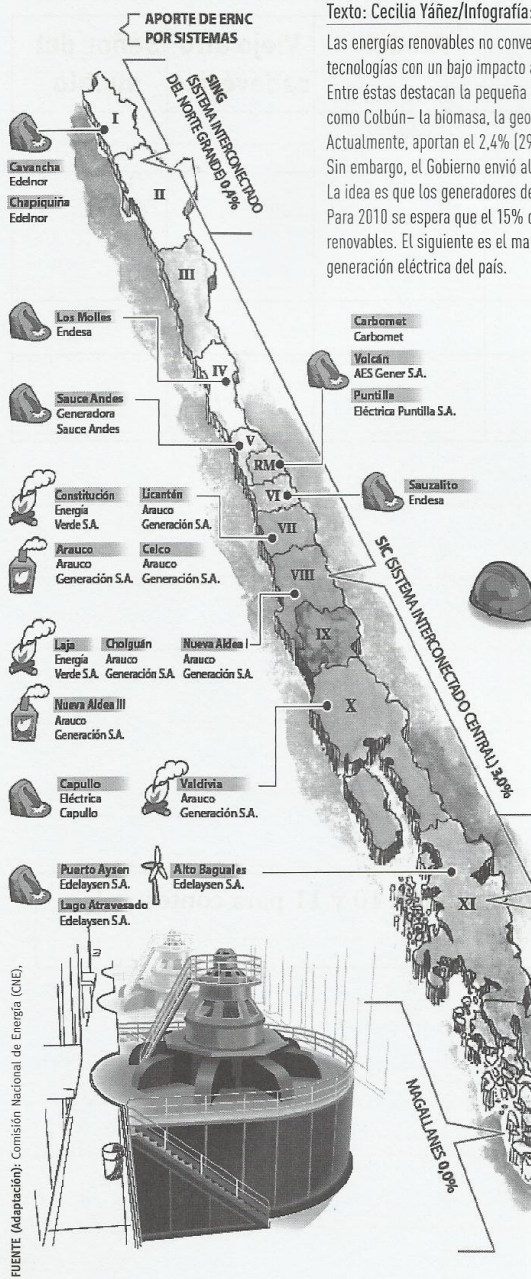 APORTE DE ERNC
POR SISTEMAS
Texto: Cecilia Yáñez/Infografía:
Las energías renovables no conve
tecnologías con un bajo impacto
Entre éstas destacan la pequeña
como Colbún– la biomasa, la geo
Actualmente, aportan el 2,4% (29
Sin embargo, el Gobierno envió al
La idea es que los generadores de
Para 2010 se espera que el 15%
renovables. El siguiente es el ma
generación eléctrica del país.
SING
(SISTEMA INTERCONECTADO
DEL NORTE GRANDE) 0,4%
I
II
III
IV
V
RM
VI
VII
VIII
IX
X
XI
Cavancha
Edelnor
Chapiquiña
Edelnor
Los Molles
Endesa
Sauce Andes
Generadora
Sauce Andes
Carbomet
Carbomet
Volcán
AES Gener S.A.
Puntilla
Eléctrica Puntilla S.A.
Sauzalito
Endesa
Constitución
Energía
Verde S.A.
Licantén
Arauco
Generación S.A.
Arauco
Arauco
Generación S.A.
Celco
Arauco
Generación S.A.
SIC (SISTEMA INTERCONECTADO CENTRAL) 3,0%
Laja
Energía
Verde S.A.
Cholguán
Arauco
Generación S.A.
Nueva Aldea I
Arauco
Generación S.A.
Nueva Aldea III
Arauco
Generación S.A.
Capullo
Eléctrica
Capullo
Valdivia
Arauco
Generación S.A.
Puerto Aysen
Edelaysen S.A.
Lago Atravesado
Edelaysen S.A.
Alto Baguales
Edelaysen S.A.
MAGALLANES 0,0%
FUENTE (Adaptación): Comisión Nacional de Energía (CNE),